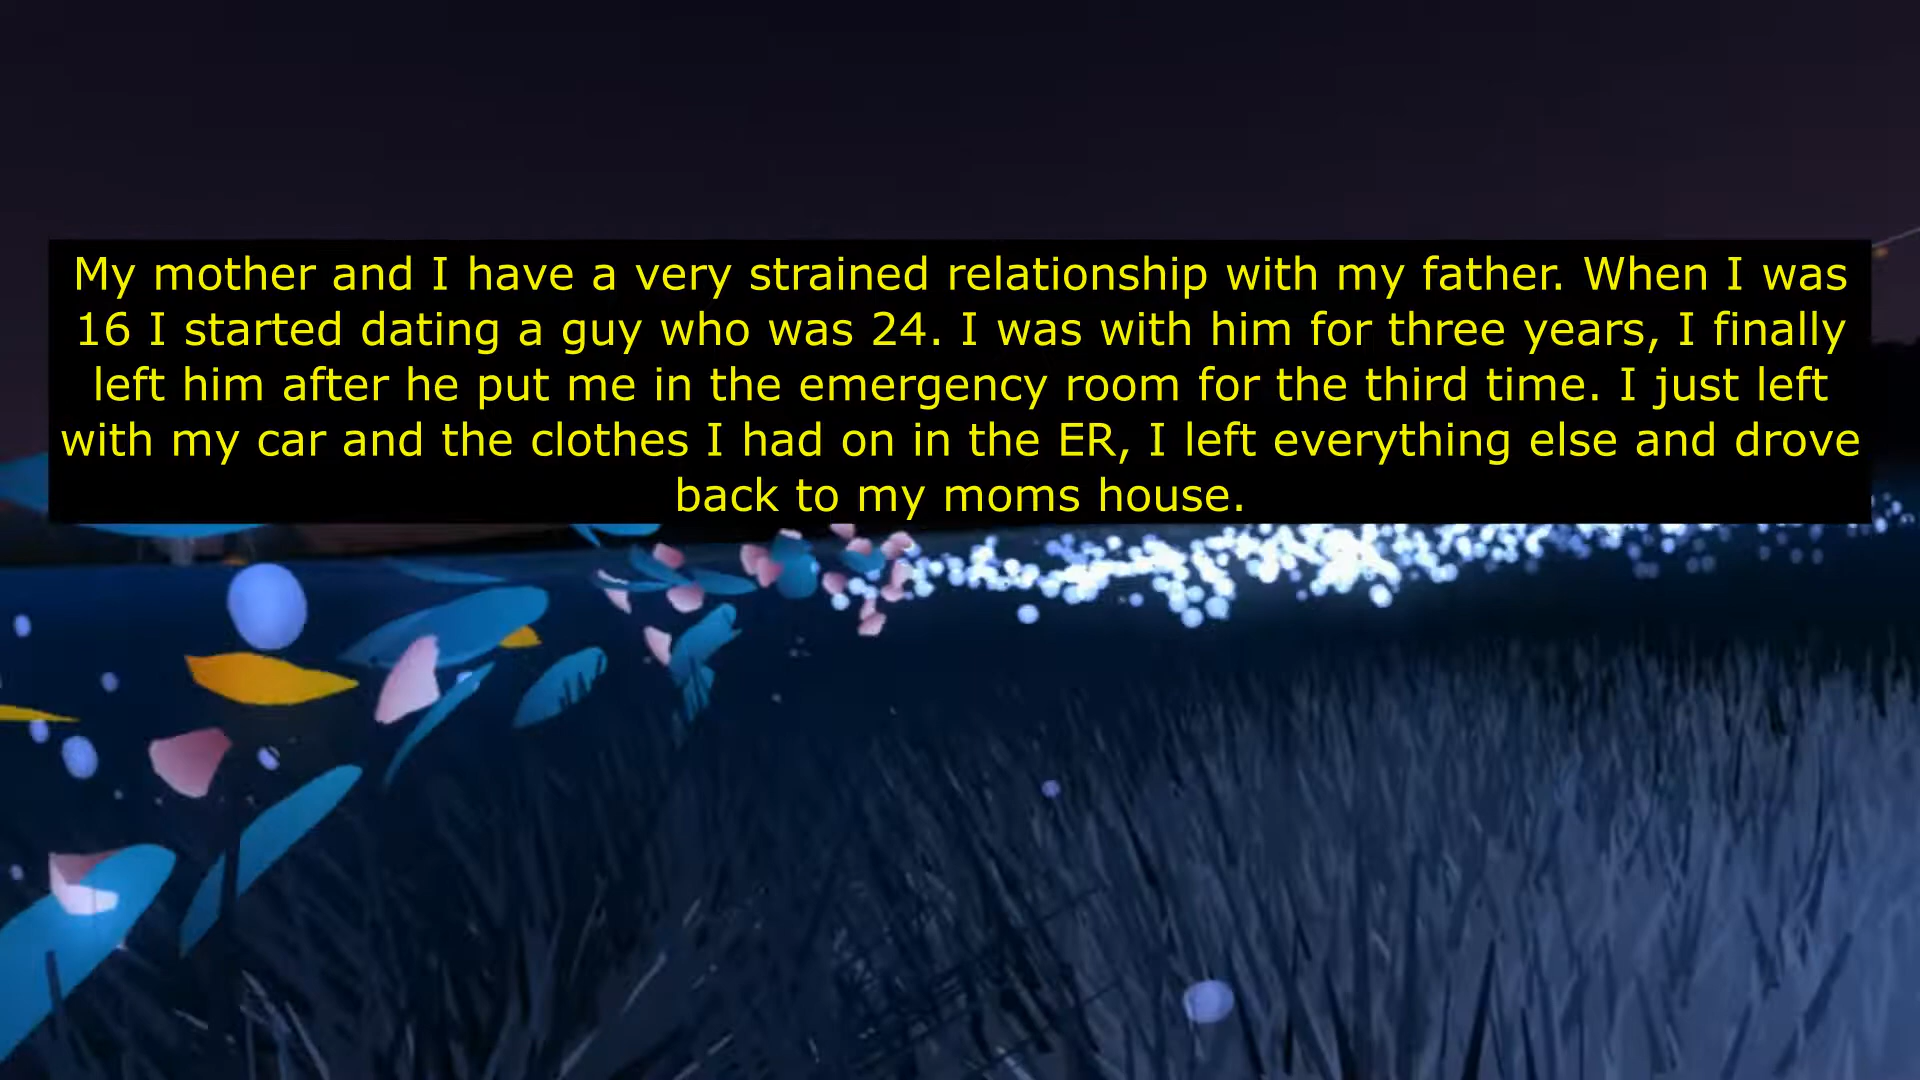 My mother and I have a very strained relationship with my father. When I was
16 I started dating a guy who was 24. I was with him for three years, I finally
left him after he put me in the emergency room for the third time. I just left
with my car and the clothes I had on in the ER, I left everything else and drove
back to my moms house.